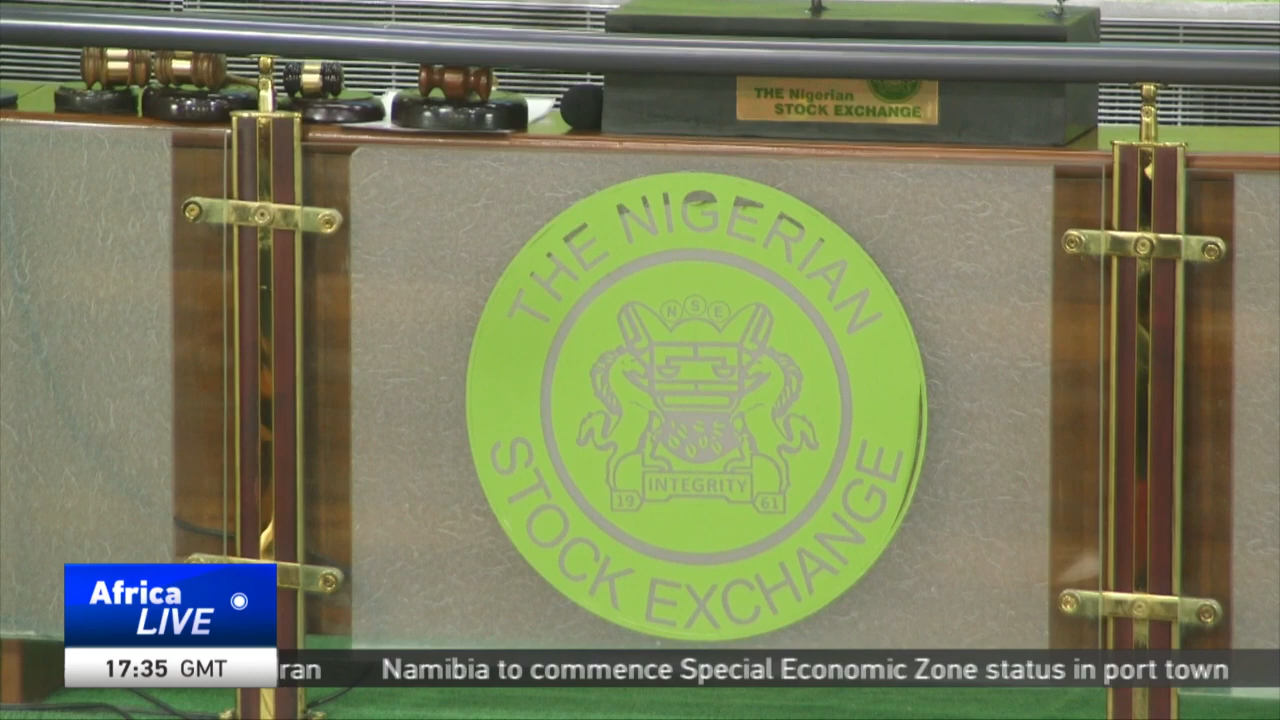 THE Nigerian
STOCK EXCHANGE
THE NIGERIAN
NSE
INTEGRITY
19 61
STOCK EXCHANGE
Africa
LIVE
17:35 GMT
ran Namibia to commence Special Economic Zone status in port town